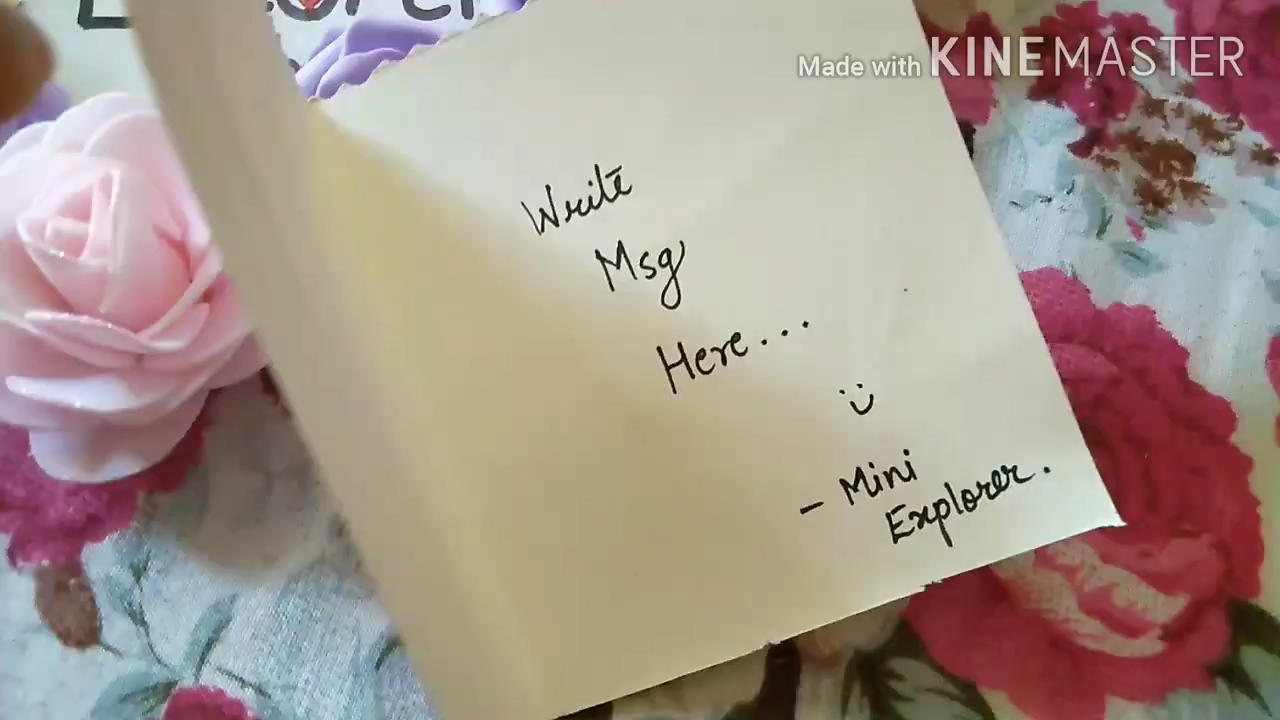 Made with KINEMASTER
Write
Msg
Here...
- Mini
Explorer.